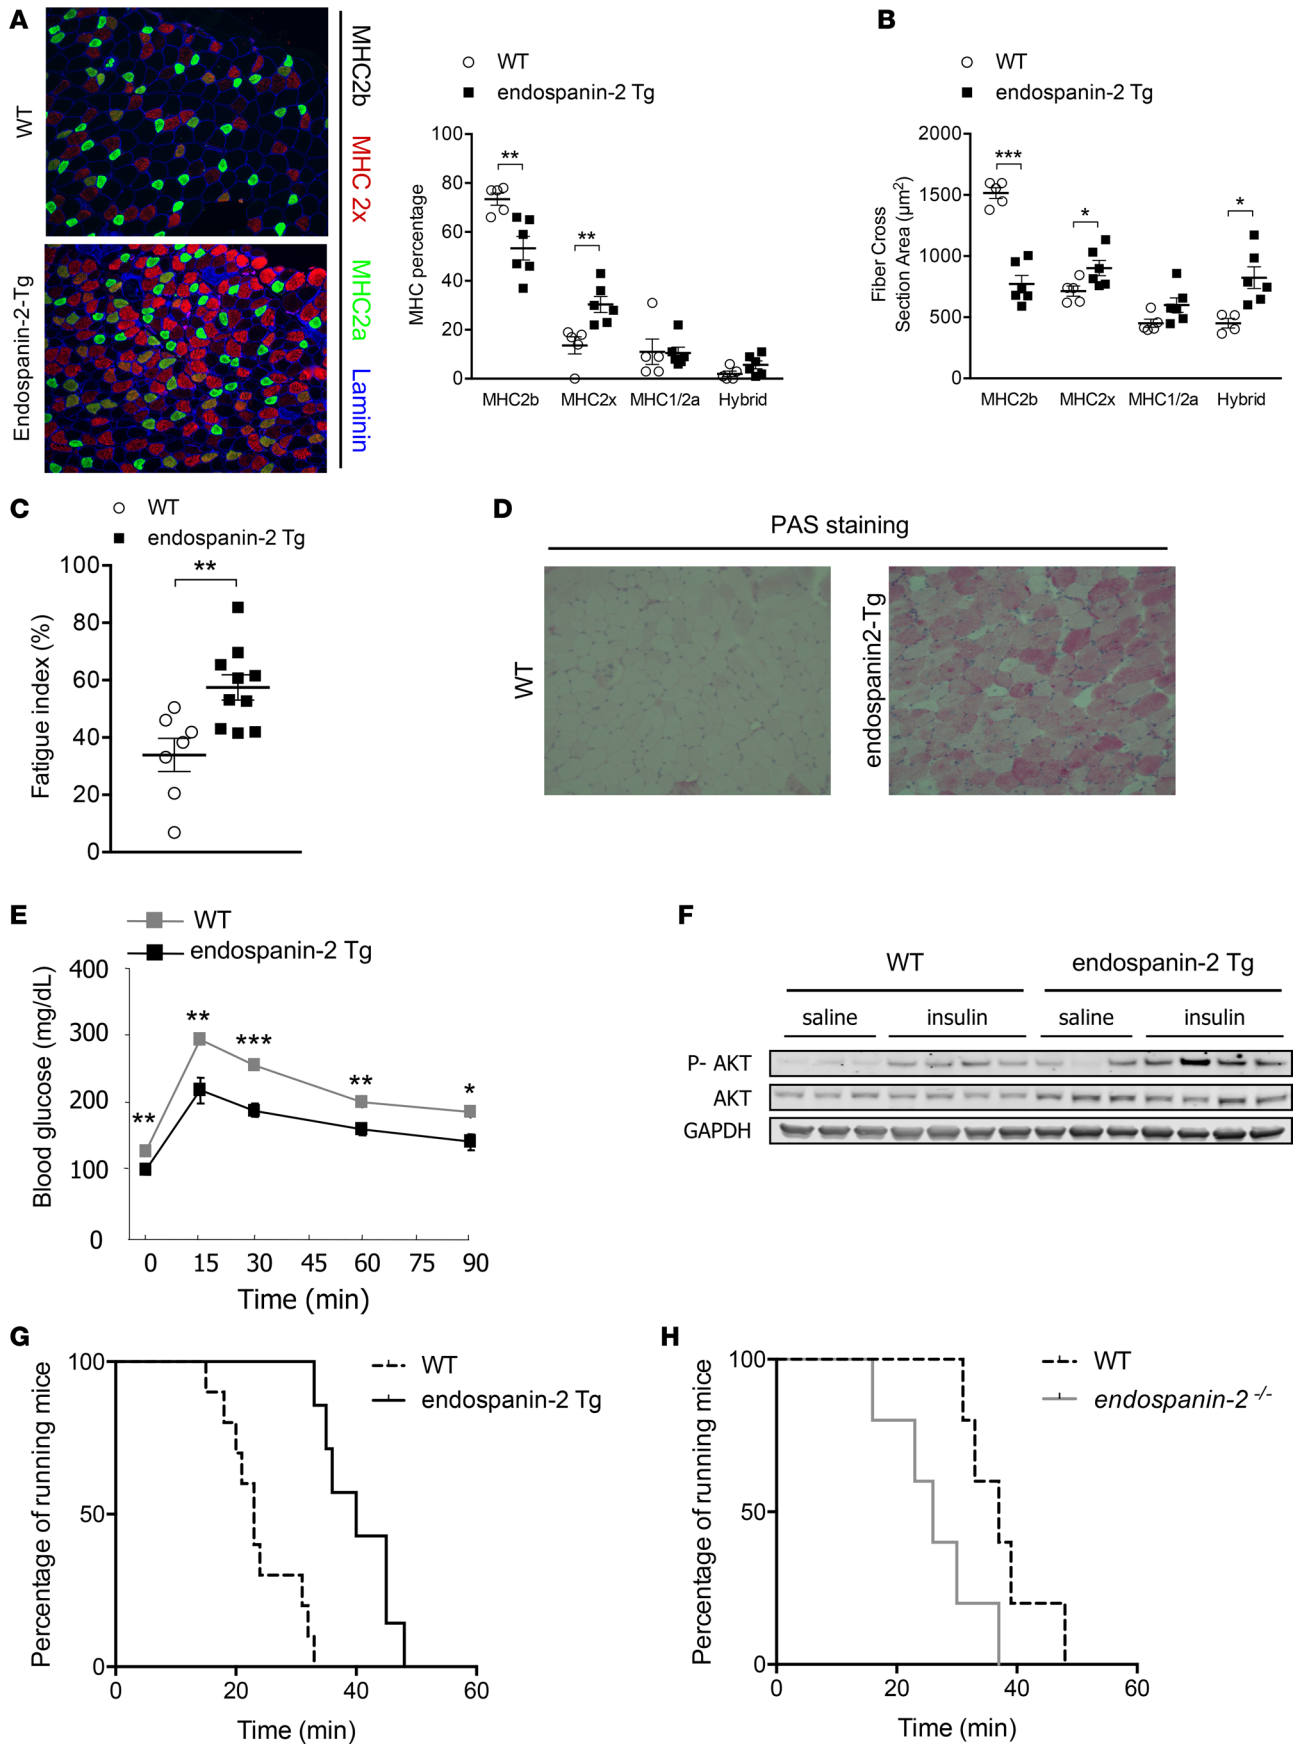 A
WT
Endospanin-2-Tg
MHC2b MHC 2x MHC2a Laminin
WT
endospanin-2 Tg
MHC percentage
100
80
60
40
20
0
**
**
MHC2b MHC2x MHC1/2a Hybrid
B
WT
endospanin-2 Tg
Fiber Cross
Section Area (µm²)
2000
1500
1000
500
0
***
*
*
MHC2b MHC2x MHC1/2a Hybrid
C
WT
endospanin-2 Tg
Fatigue index (%)
100
80
60
40
20
0
**
D
PAS staining
WT
endospanin2-Tg
E
WT
endospanin-2 Tg
Blood glucose (mg/dL)
400
300
200
100
0
**
**
***
**
*
0 15 30 45 60 75 90
Time (min)
F
WT endospanin-2 Tg
saline insulin saline insulin
P- AKT
AKT
GAPDH
G
WT
endospanin-2 Tg
Percentage of running mice
100
50
0
0 20 40 60
Time (min)
H
WT
endospanin-2 -/-
Percentage of running mice
100
50
0
0 20 40 60
Time (min)